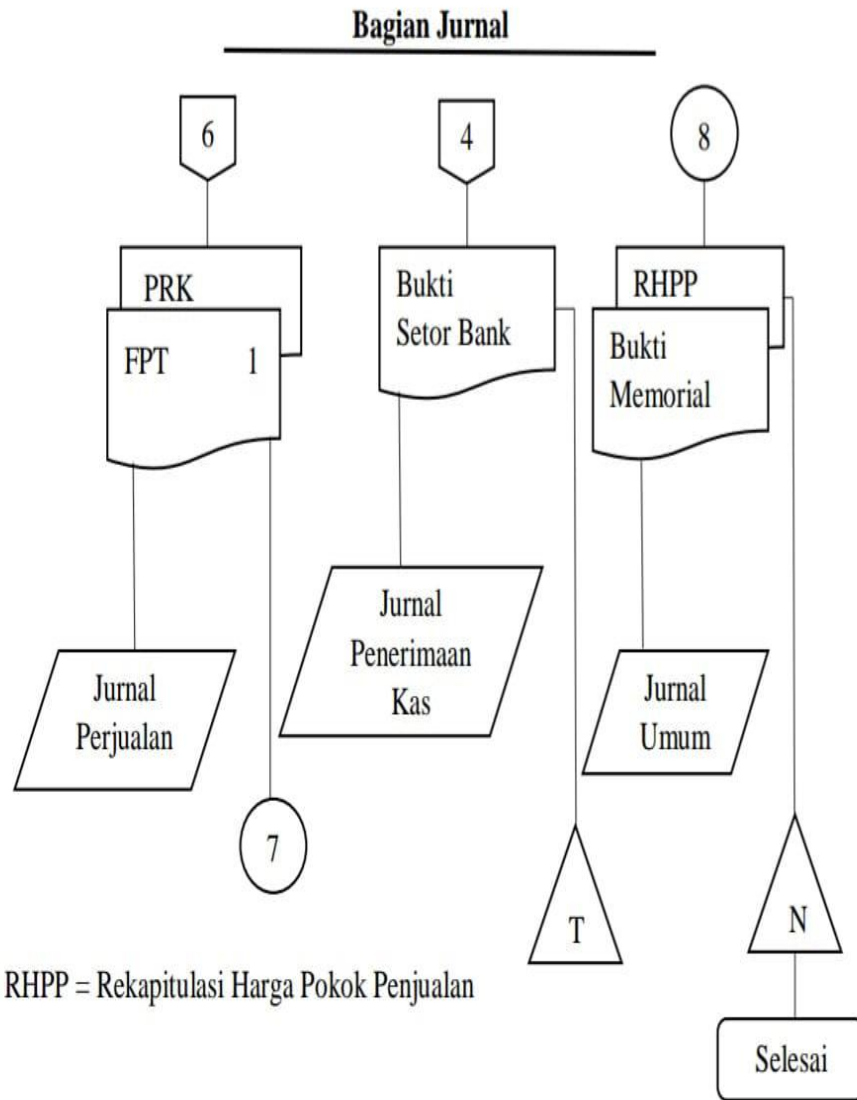 Bagian Jurnal
6
4
8
PRK
FPT 1
Bukti
Setor Bank
RHPP
Bukti
Memorial
Jurnal
Perjualan
Jurnal
Penerimaan
Kas
Jurnal
Umum
7
T
N
RHPP = Rekapitulasi Harga Pokok Penjualan
Selesai